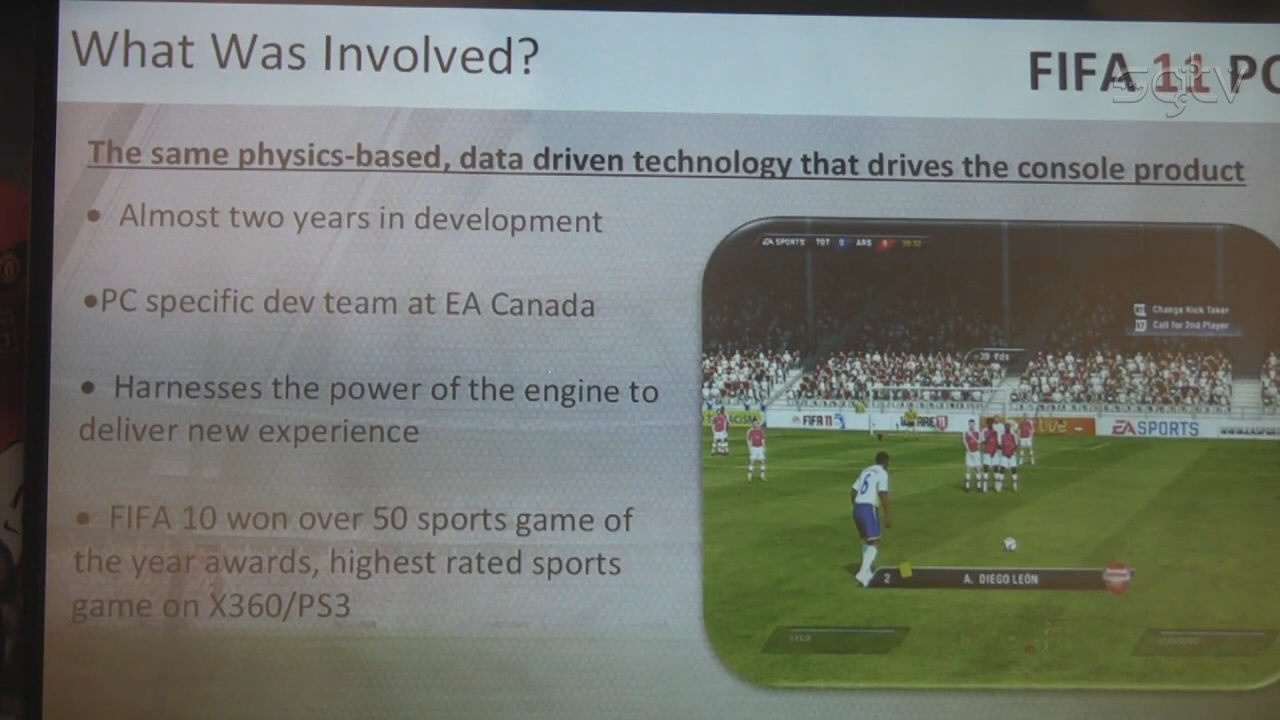 What Was Involved?
FIFA 11 PC
sgtv
The same physics-based, data driven technology that drives the console product
• Almost two years in development
•PC specific dev team at EA Canada
• Harnesses the power of the engine to
deliver new experience
• FIFA 10 won over 50 sports game of
the year awards, highest rated sports
game on X360/PS3
EA SPORTS TOT 0 ARS
Change Kick Taker
Call for 2nd Player
39 Yds
FIFA 11
EA SPORTS
2 A. DIEGO LEÓN
6